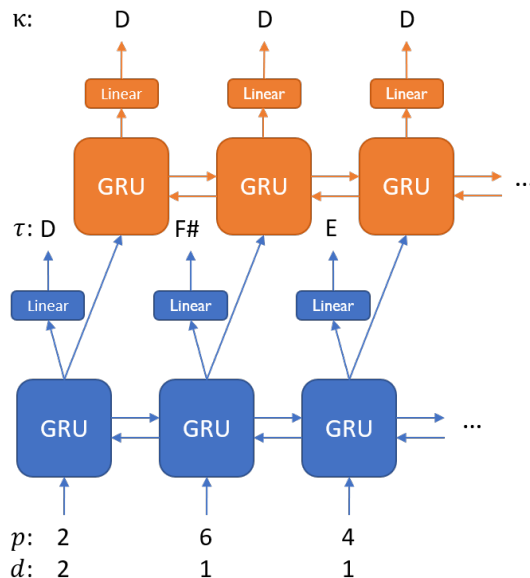 κ: D D D
Linear Linear Linear
GRU GRU GRU
...
τ: D F# E
Linear Linear Linear
GRU GRU GRU
...
p: 2 6 4
d: 2 1 1